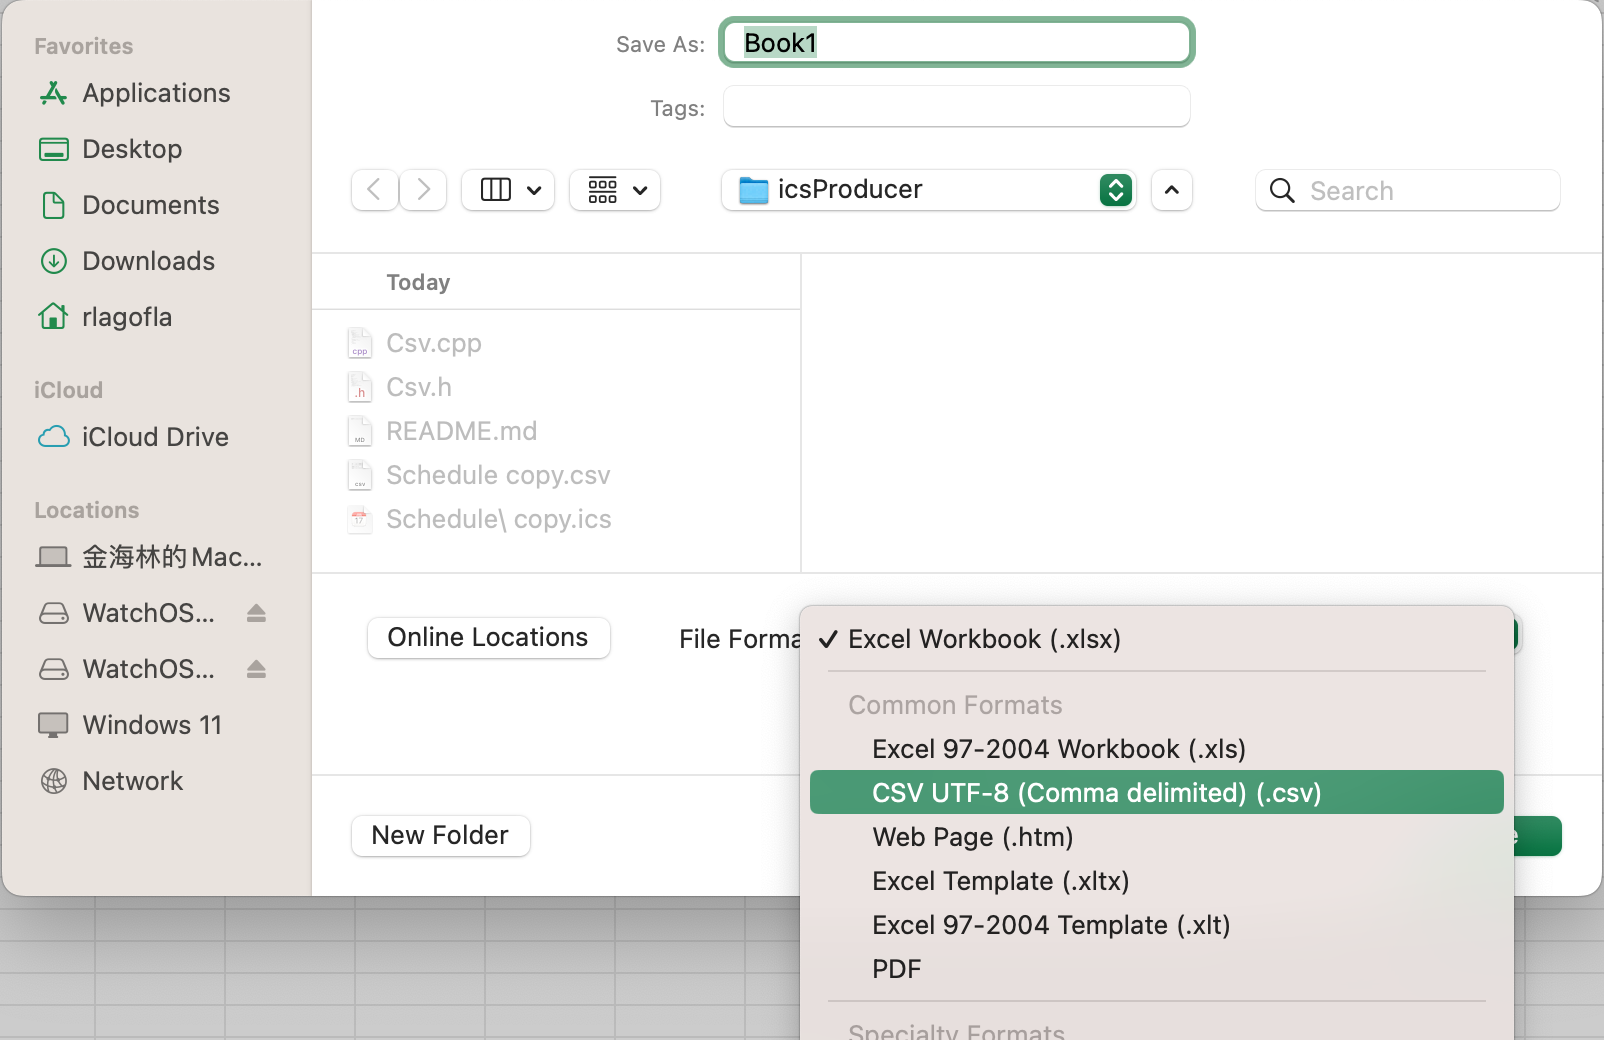 Favorites
Applications
Desktop
Documents
Downloads
rlagofla
iCloud
iCloud Drive
Locations
金海林的Mac...
WatchOS...
WatchOS...
Windows 11
Network
Save As: Book1
Tags:
icsProducer
Search
Today
cpp Csv.cpp
.h Csv.h
MD README.md
csv Schedule copy.csv
17 Schedule\ copy.ics
Online Locations
File Forma
✓ Excel Workbook (.xlsx)
Common Formats
Excel 97-2004 Workbook (.xls)
CSV UTF-8 (Comma delimited) (.csv)
Web Page (.htm)
Excel Template (.xltx)
Excel 97-2004 Template (.xlt)
PDF
Specialty Formats
New Folder